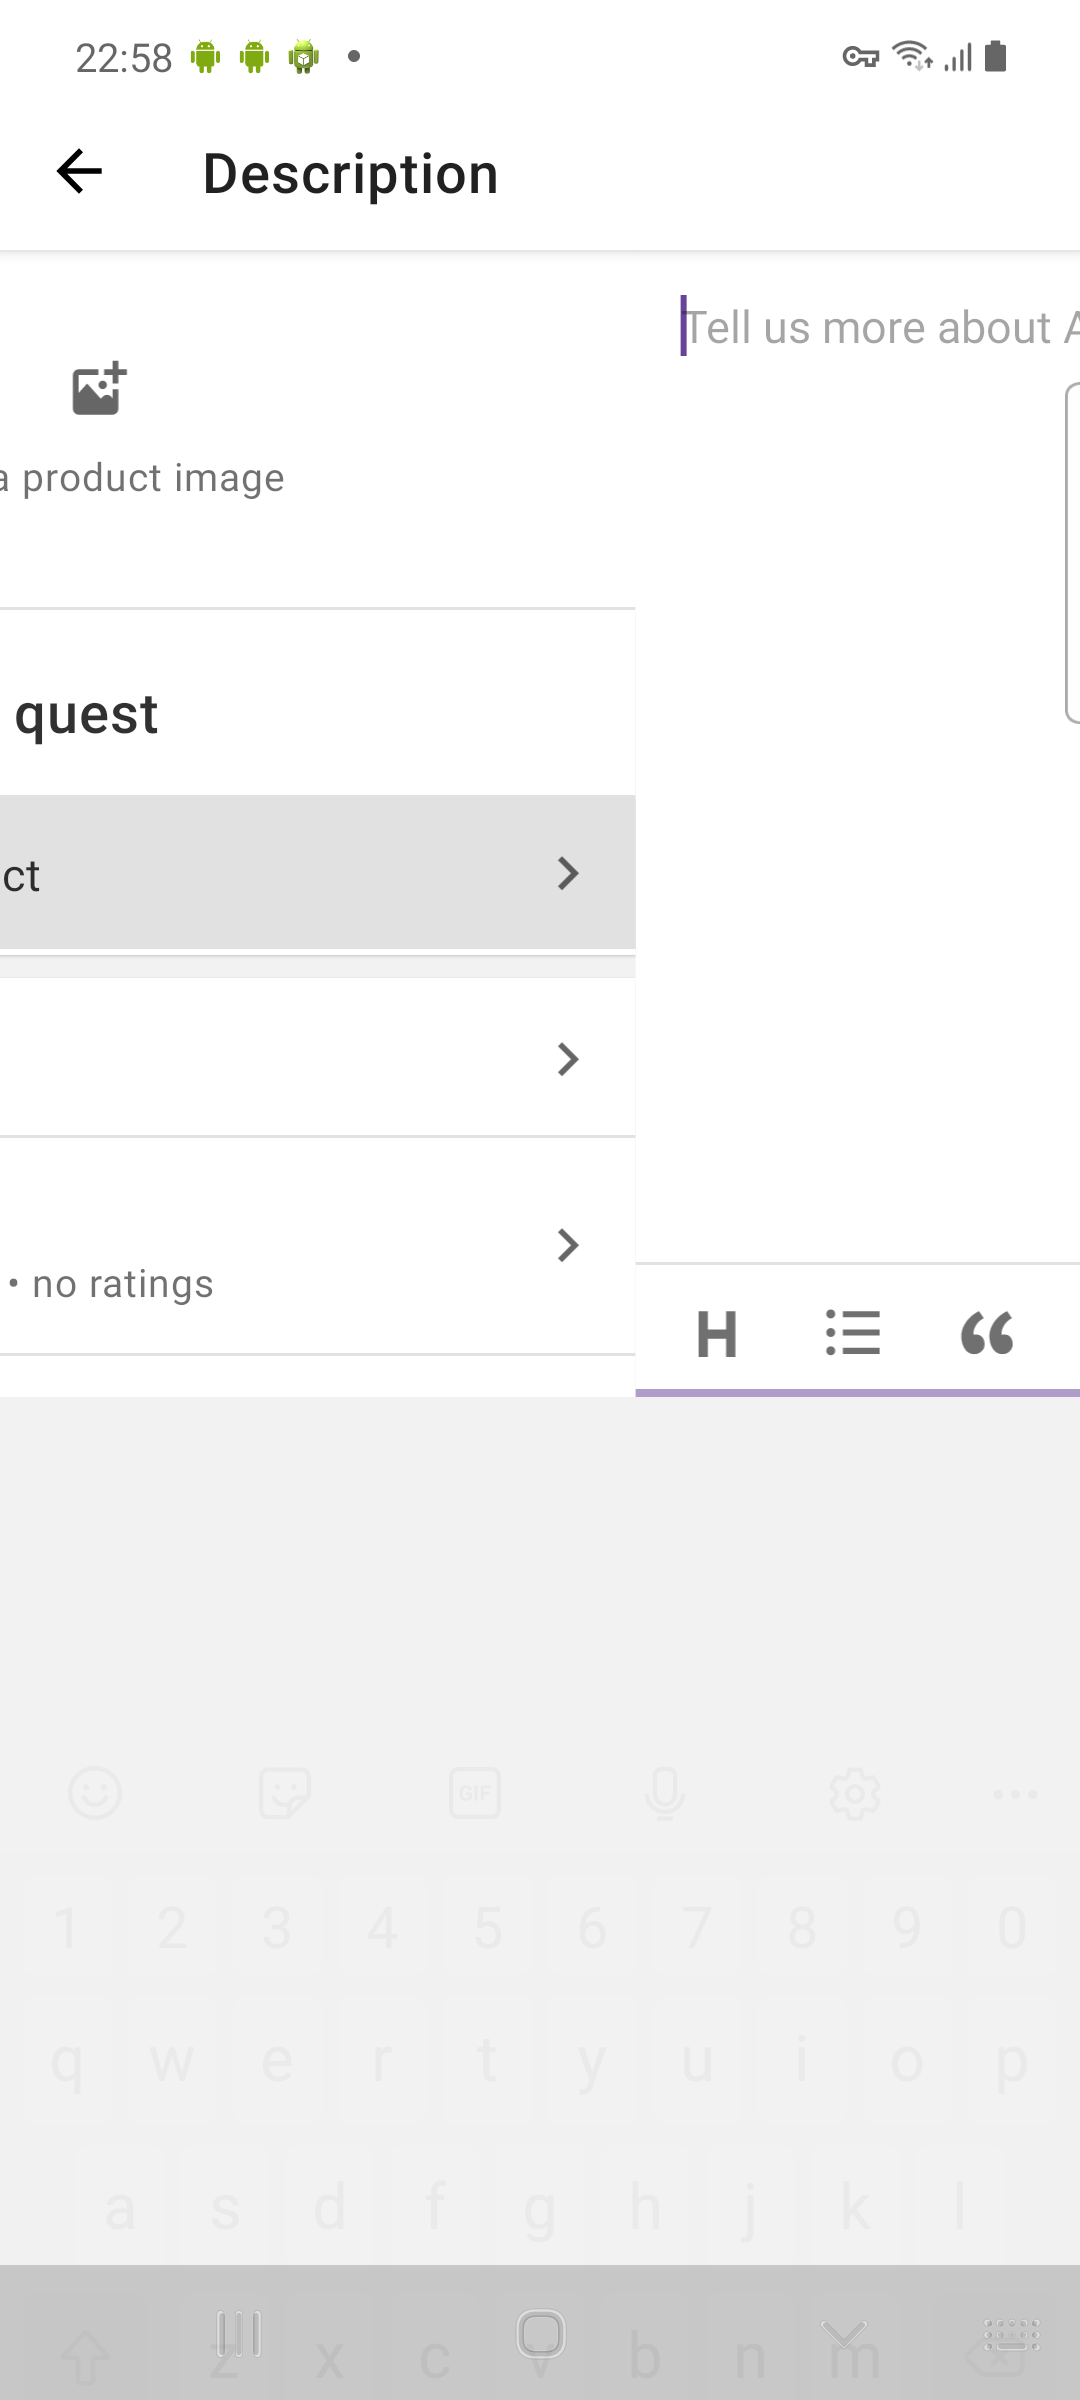 22:58
Description
Tell us more about A
a product image
quest
ct
• no ratings
H
GIF
1 2 3 4 5 6 7 8 9 0
q w e r t y u i o p
a s d f g h j k l
z x c v b n m